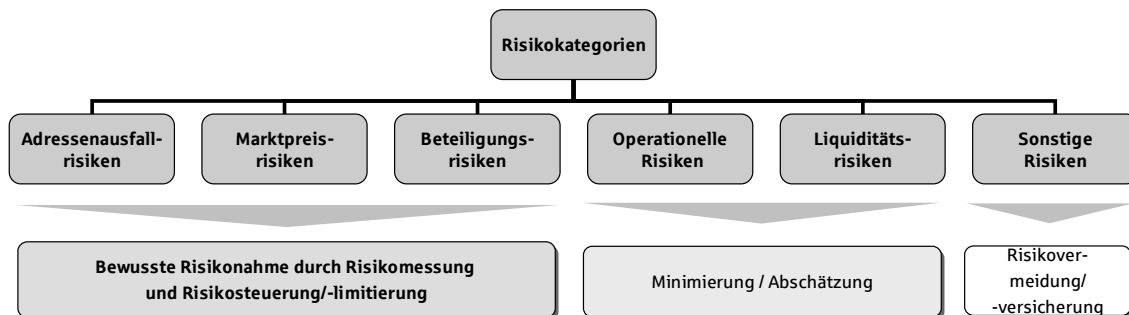 Risikokategorien
Adressenausfall-
risiken
Marktpreis-
risiken
Beteiligungs-
risiken
Operationelle
Risiken
Liquiditäts-
risiken
Sonstige
Risiken
Bewusste Risikonahme durch Risikomessung
und Risikosteuerung/-limitierung
Minimierung / Abschätzung
Risikover-
meidung/
-versicherung